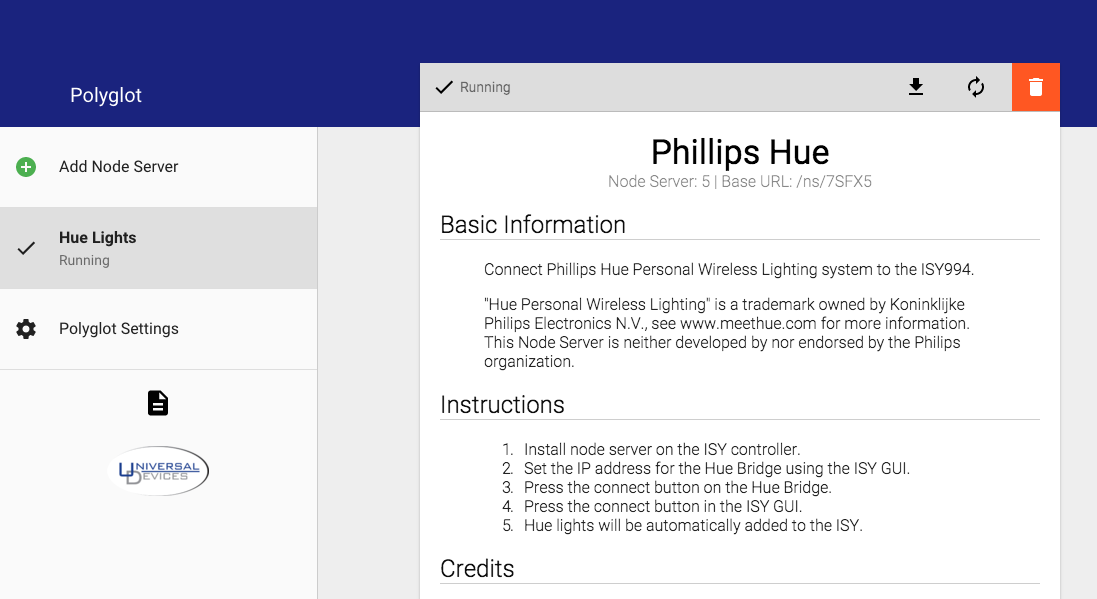 Polyglot
Add Node Server
Hue Lights
Running
Polyglot Settings
UNIVERSAL
DEVICES
Running
Phillips Hue
Node Server: 5 | Base URL: /ns/7SFX5
Basic Information
Connect Phillips Hue Personal Wireless Lighting system to the ISY994.
"Hue Personal Wireless Lighting" is a trademark owned by Koninklijke
Philips Electronics N.V., see www.meethue.com for more information.
This Node Server is neither developed by nor endorsed by the Philips
organization.
Instructions
1. Install node server on the ISY controller.
2. Set the IP address for the Hue Bridge using the ISY GUI.
3. Press the connect button on the Hue Bridge.
4. Press the connect button in the ISY GUI.
5. Hue lights will be automatically added to the ISY.
Credits